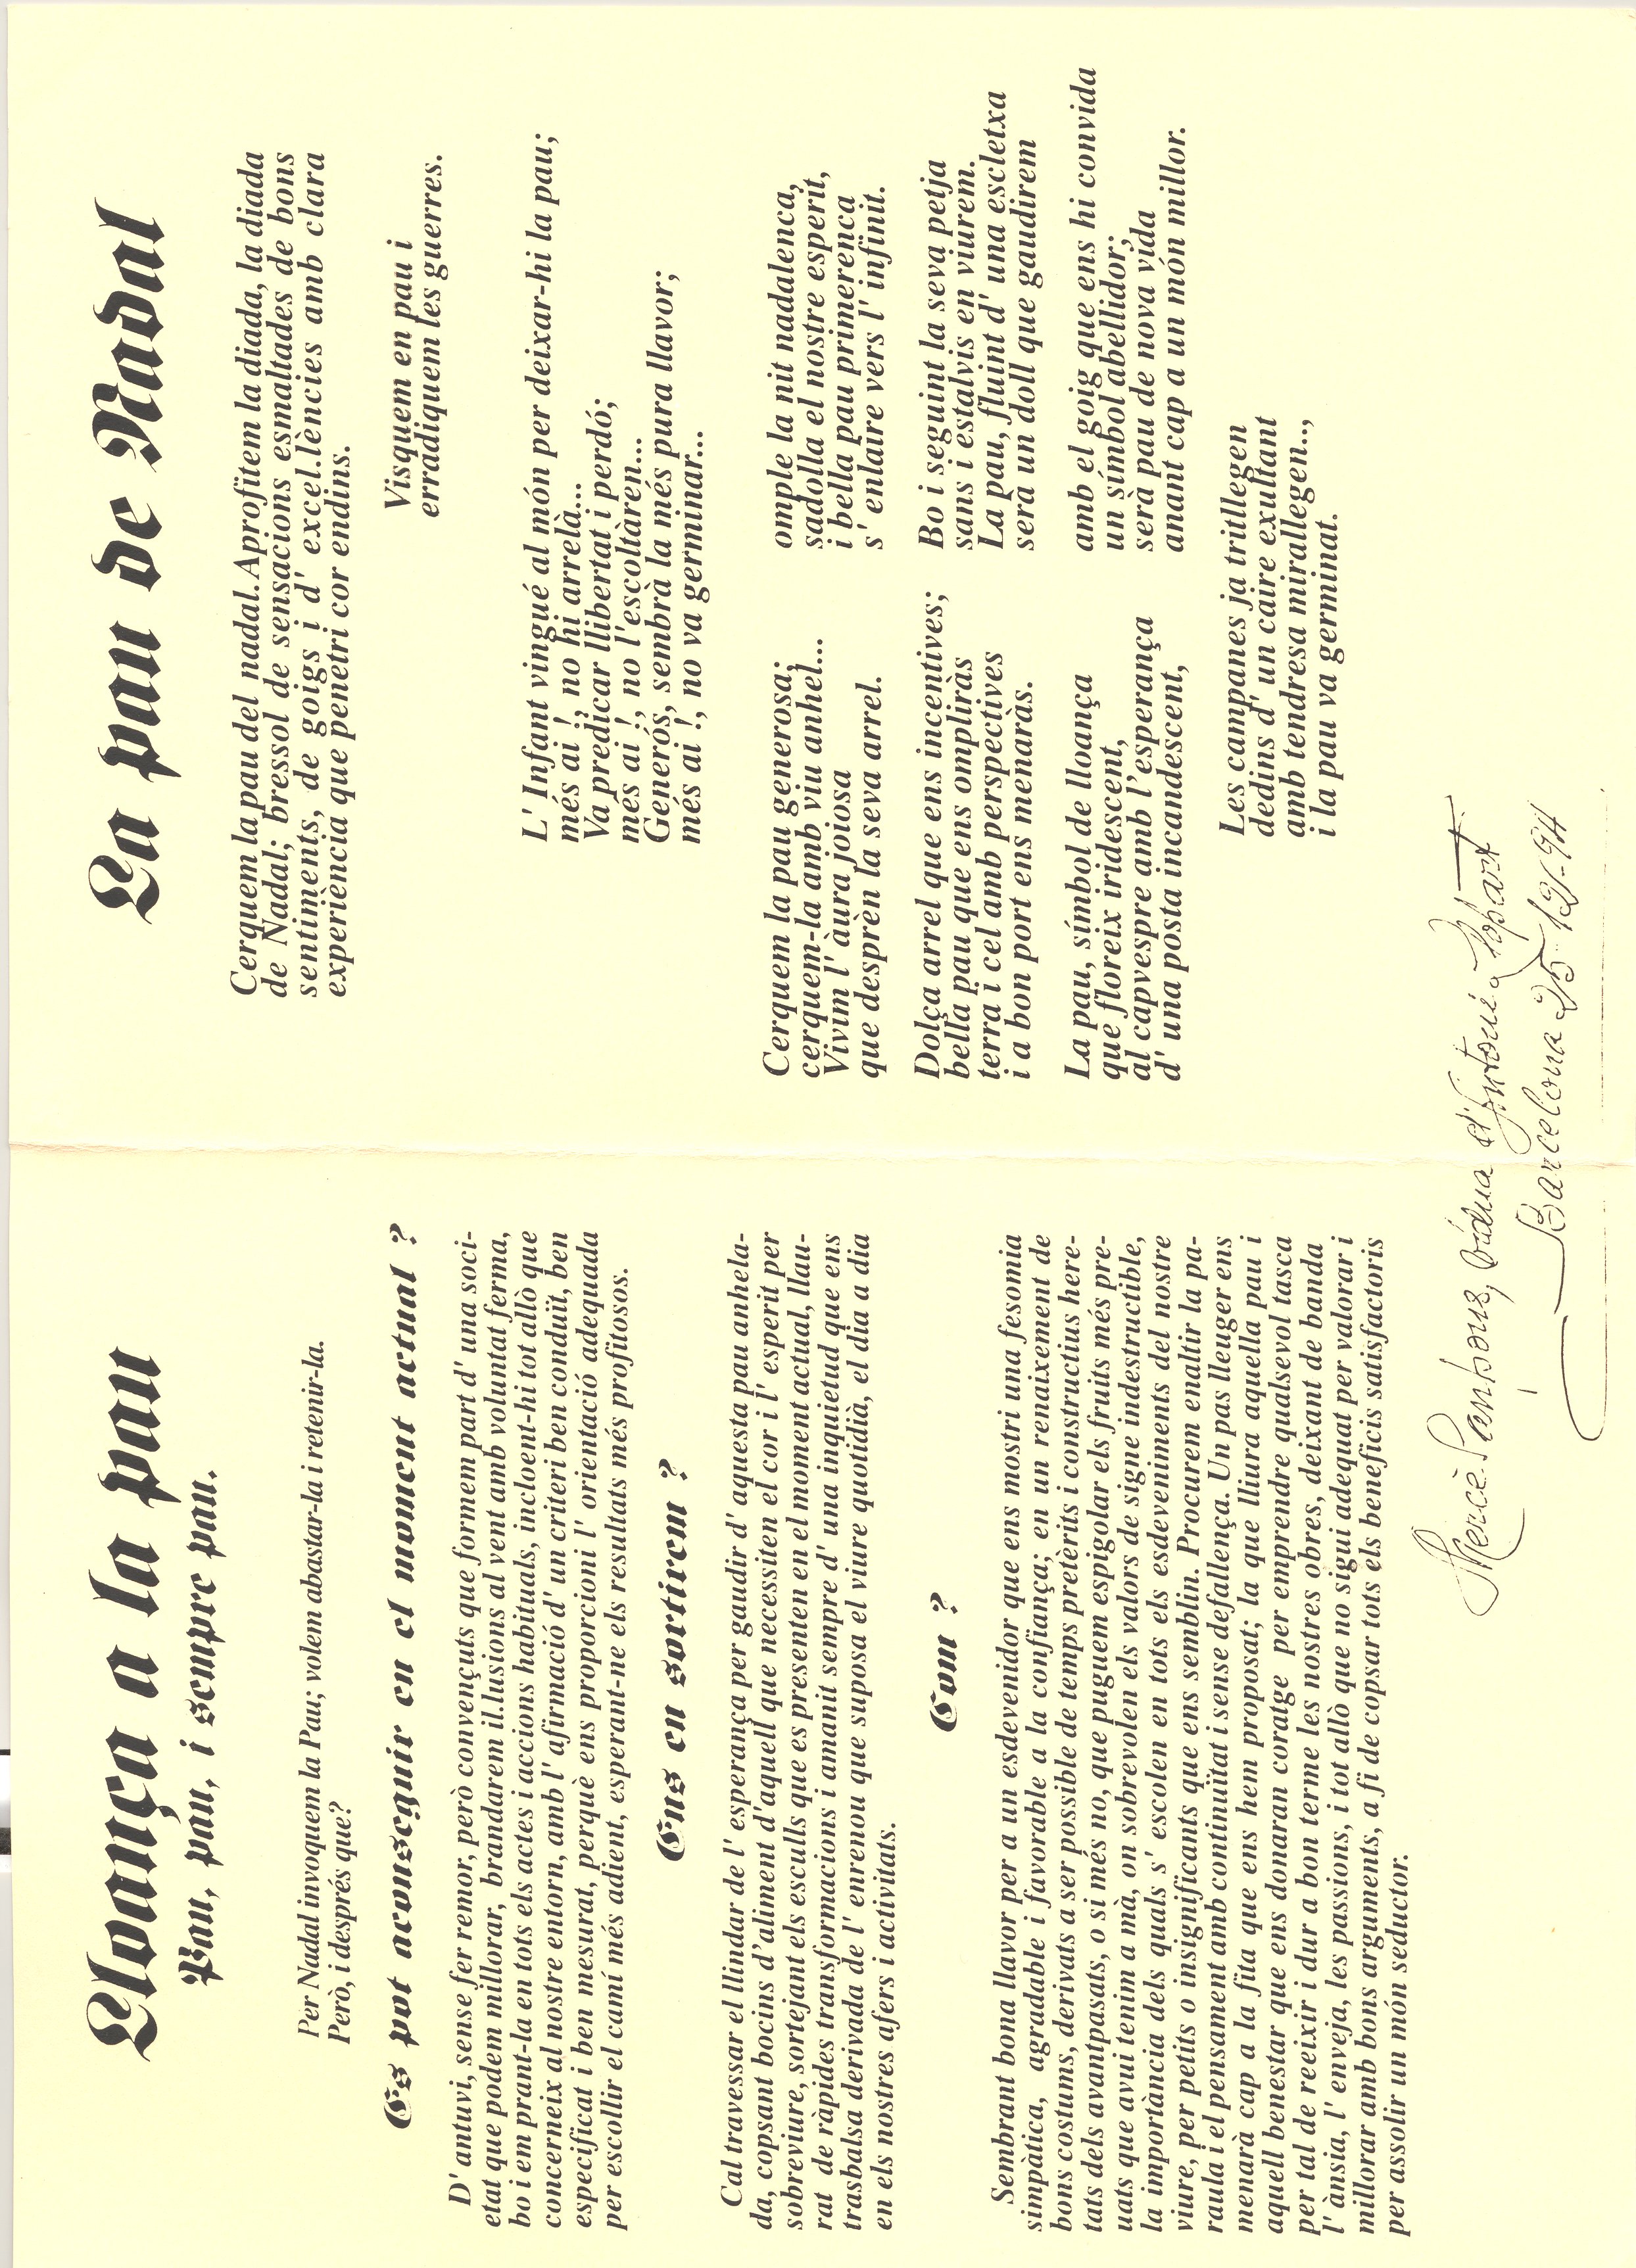 Lloança a la pau
Pau, pau, i sempre pau.
Per Nadal invoquem la Pau; volem abastar-la i retenir-la.
Però, i després que?
Es pot aconseguir en el moment actual ?
D' antuvi, sense fer remor, però convençuts que formem part d' una soci-
etat que podem millorar, brandarem il.lusions al vent amb voluntat ferma,
bo i emprant-la en tots els actes i accions habituals, incloent-hi tot allò que
concerneix al nostre entorn, amb l' afirmació d' un criteri ben conduït, ben
especificat i ben mesurat, perquè ens proporcioni l' orientació adequada
per escollir el camí més adient, esperant-ne els resultats més profitosos.
Ens en sortirem ?
Cal travessar el llindar de l' esperança per gaudir d' aquesta pau anhela-
da, copsant bocins d'aliment d'aquell que necessiten el cor i l' esperit per
sobreviure, sortejant els esculls que es presenten en el moment actual, llau-
rat de ràpides transformacions i amanit sempre d' una inquietud que ens
trasbalsa derivada de l' enrenou que suposa el viure quotidià, el dia a dia
en els nostres afers i activitats.
Com ?
Sembrant bona llavor per a un esdevenidor que ens mostri una fesomia
simpàtica, agradable i favorable a la confiança; en un renaixement de
bons costums, derivats a ser possible de temps pretèrits i constructius here-
tats dels avantpasats, o si més no, que puguem espigolar els fruits més pre-
uats que avui tenim a mà, on sobrevolen els valors de signe indestructible,
la importància dels quals s' escolen en tots els esdeveniments del nostre
viure, per petits o insignificants que ens semblin. Procurem enaltir la pa-
raula i el pensament amb continuïtat i sense defallença. Un pas lleuger ens
menarà cap a la fita que ens hem proposat; la que lliura aquella pau i
aquell benestar que ens donaran coratge per emprendre qualsevol tasca
per tal de reeixir i dur a bon terme les nostres obres, deixant de banda
l'ànsia, l' enveja, les passions, i tot allò que no sigui adequat per valorar i
millorar amb bons arguments, a fi de copsar tots els beneficis satisfactoris
per assolir un món seductor.
La pau de Nadal
Cerquem la pau del nadal. Aprofitem la diada, la diada
de Nadal; bressol de sensacions esmaltades de bons
sentiments, de goigs i d' excel.lències amb clara
experiència que penetri cor endins.
Visquem en pau i
erradiquem les guerres.
L' Infant vingué al món per deixar-hi la pau;
més ai !, no hi arrelà...
Va predicar llibertat i perdó;
més ai !, no l'escoltàren...
Generós, sembrà la més pura llavor;
més ai !, no va germinar...
Cerquem la pau generosa;
cerquem-la amb viu anhel...
Vivim l' àura joiosa
que desprèn la seva arrel.
Dolça arrel que ens incentives;
bella pau que ens ompliràs
terra i cel amb perspectives
i a bon port ens menaràs.
La pau, símbol de lloança
que floreix iridescent,
al capvespre amb l'esperança
d' una posta incandescent,
omple la nit nadalenca,
sadolla el nostre esperit,
i bella pau primerenca
s' enlaire vers l' infinit.
Bo i seguint la seva petja
sans i estalvis en viurem.
La pau, fluint d' una escletxa
serà un doll que gaudirem
amb el goig que ens hi convida
un símbol abellidor;
serà pau de nova vida
anant cap a un món millor.
Les campanes ja tritllegen
dedins d' un caire exultant
amb tendresa mirallegen..,
i la pau va germinat.
Mercè Santpons, vídua d'Antoni Hopart
Barcelona 25-12-94